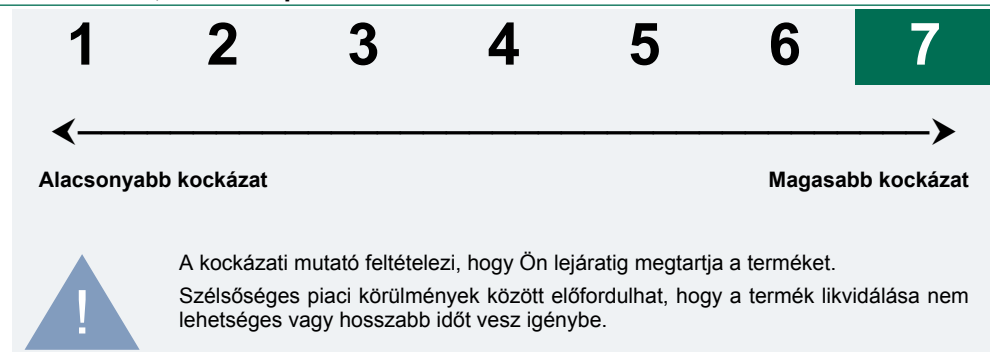 1 2 3 4 5 6 7
Alacsonyabb kockázat Magasabb kockázat
A kockázati mutató feltételezi, hogy Ön lejáratig megtartja a terméket.
Szélsőséges piaci körülmények között előfordulhat, hogy a termék likvidálása nem
lehetséges vagy hosszabb időt vesz igénybe.
!